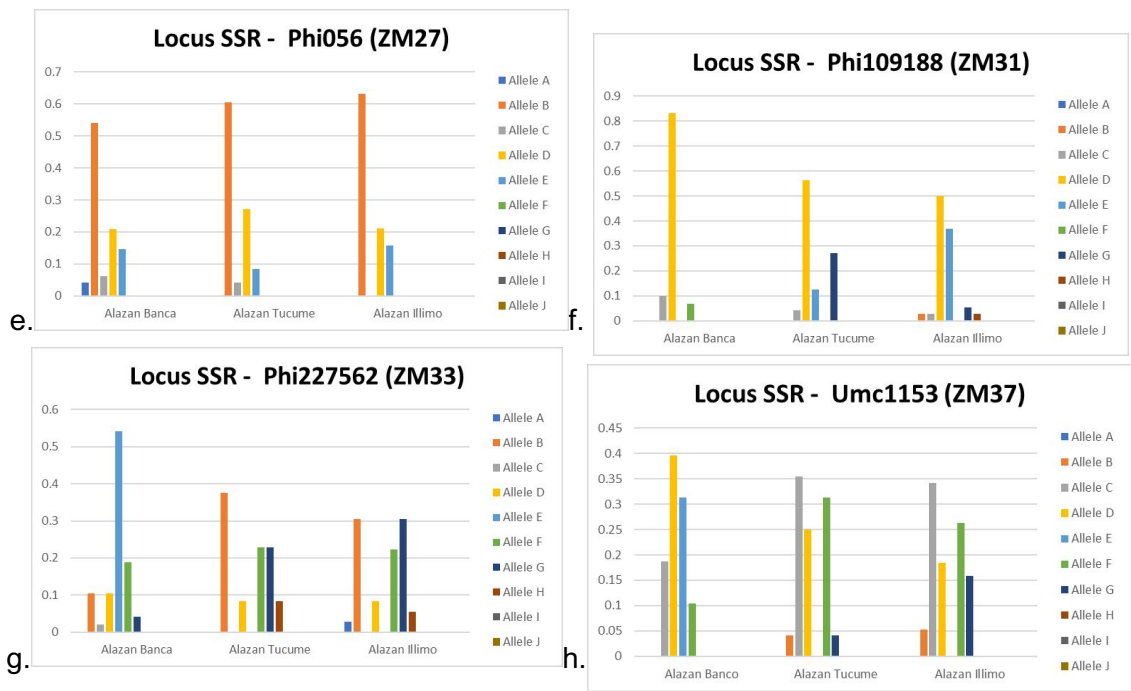 Locus SSR - Phi056 (ZM27)
0.7
0.6
0.5
0.4
0.3
0.2
0.1
0
Alazan Banca
Alazan Tucume
Alazan Illimo
Allele A
Allele B
Allele C
Allele D
Allele E
Allele F
Allele G
Allele H
Allele I
Allele J
e.
Locus SSR - Phi109188 (ZM31)
0.9
0.8
0.7
0.6
0.5
0.4
0.3
0.2
0.1
0
Alazan Banca
Alazan Tucume
Alazan Illimo
Allele A
Allele B
Allele C
Allele D
Allele E
Allele F
Allele G
Allele H
Allele I
Allele J
f.
Locus SSR - Phi227562 (ZM33)
0.6
0.5
0.4
0.3
0.2
0.1
0
Alazan Banca
Alazan Tucume
Alazan Illimo
Allele A
Allele B
Allele C
Allele D
Allele E
Allele F
Allele G
Allele H
Allele I
Allele J
g.
Locus SSR - Umc1153 (ZM37)
0.45
0.4
0.35
0.3
0.25
0.2
0.15
0.1
0.05
0
Alazan Banco
Alazan Tucume
Alazan Illimo
Allele A
Allele B
Allele C
Allele D
Allele E
Allele F
Allele G
Allele H
Allele I
Allele J
h.